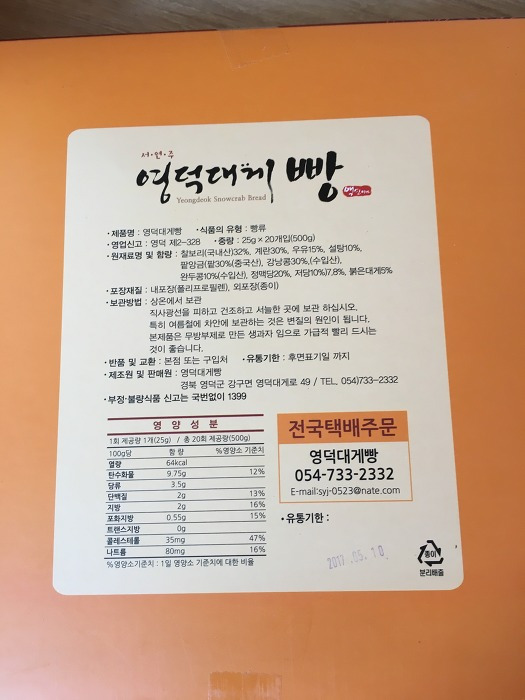 서·연·주
영덕대게빵
Yeongdeok Snowcrab Bread
·제품명 : 영덕대게빵 ·식품의 유형 : 빵류
·영업신고 : 영덕 제2-328 ·중량 : 25g × 20개입(500g)
·원재료명 및 함량 : 찰보리(국내산)32%, 계란30%, 우유15%, 설탕10%,
팥앙금(팥30%(중국산), 강낭콩30%,(수입산),
완두콩10%(수입산), 정맥당20%, 저당10%)7.8%, 붉은대게5%
·포장재질 : 내포장(폴리프로필렌), 외포장(종이)
·보관방법 : 상온에서 보관
직사광선을 피하고 건조하고 서늘한 곳에 보관 하십시오.
특히 여름철에 차안에 보관하는 것은 변질의 원인이 됩니다.
본제품은 무방부제로 만든 생과자 임으로 가급적 빨리 드시는
것이 좋습니다.
·반품 및 교환 : 본점 또는 구입처 ·유통기한 : 후면표기일 까지
·제조원 및 판매원 : 영덕대게빵
경북 영덕군 강구면 영덕대게로 49 / TEL. 054)733-2332
·부정·불량식품 신고는 국번없이 1399
영 양 성 분
1회 제공량 1개(25g) / 총 20회 제공량(500g)
100g당 함 량 %영양소 기준치
열량 64kcal
탄수화물 9.75g 12%
당류 3.5g
단백질 2g 13%
지방 2g 16%
포화지방 0.55g 15%
트랜스지방 0g
콜레스테롤 35mg 47%
나트륨 80mg 16%
%영양소기준치 : 1일 영양소 기준치에 대한 비율
전국택배주문
영덕대게빵
054-733-2332
E-mail:syj-0523@nate.com
·유통기한 :
2017.05.10
종이
분리배출